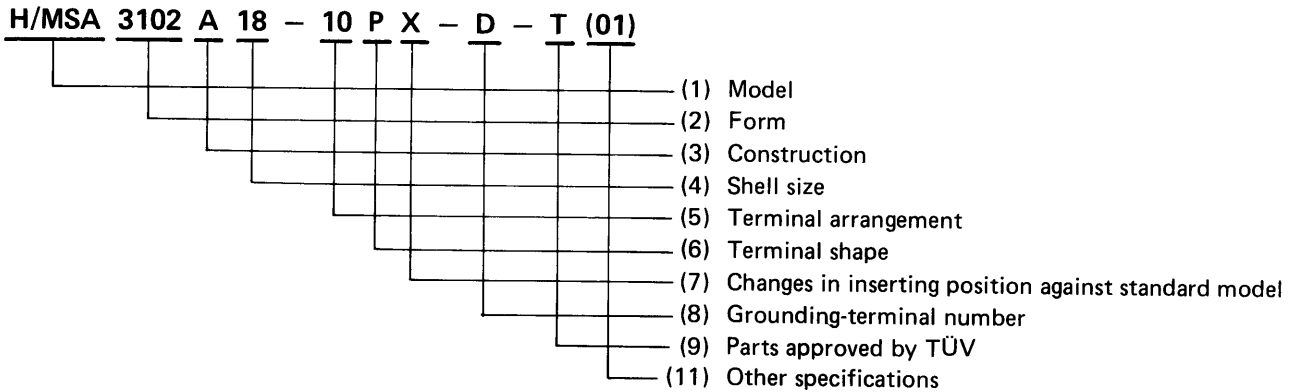 H/MSA 3102 A 18 – 10 P X – D – T (01)
(1) Model
(2) Form
(3) Construction
(4) Shell size
(5) Terminal arrangement
(6) Terminal shape
(7) Changes in inserting position against standard model
(8) Grounding-terminal number
(9) Parts approved by TÜV
(11) Other specifications